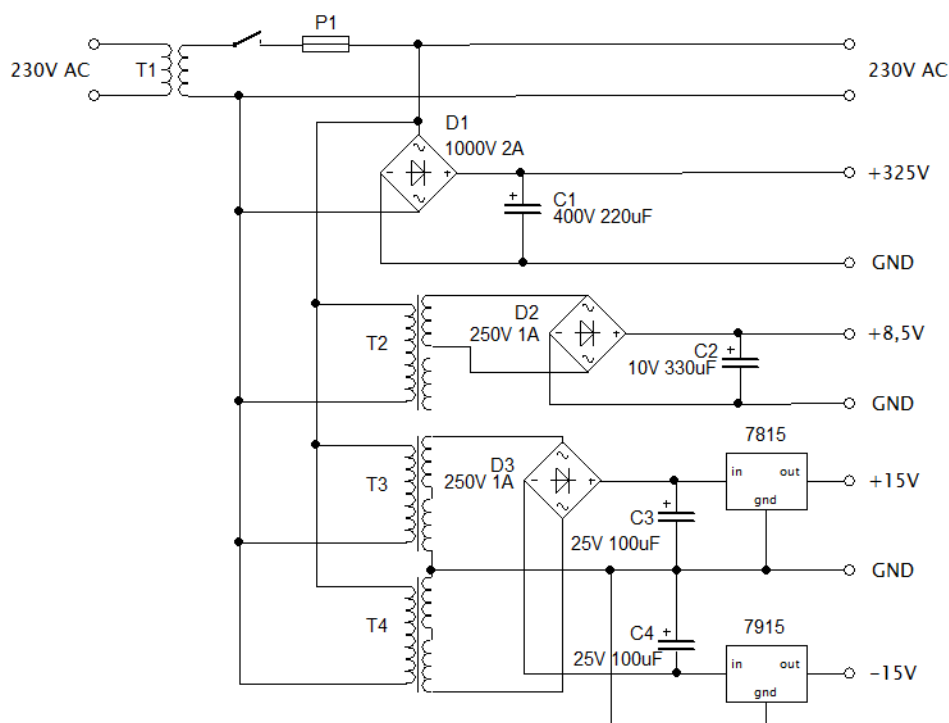 P1
230V AC
T1
230V AC
D1
1000V 2A
+325V
C1
400V 220uF
GND
D2
250V 1A
+8,5V
T2
C2
10V 330uF
GND
7815
D3
250V 1A
in out
gnd
+15V
T3
C3
25V 100uF
GND
T4
C4
25V 100uF
7915
in out
gnd
-15V